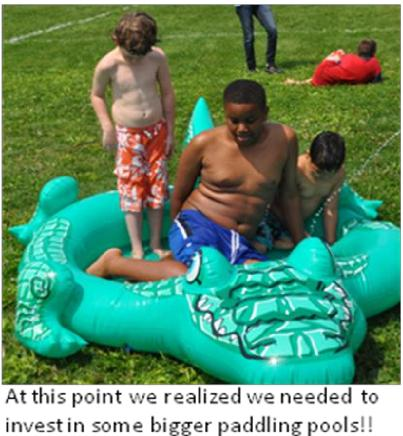 At this point we realized we needed to
invest in some bigger paddling pools!!